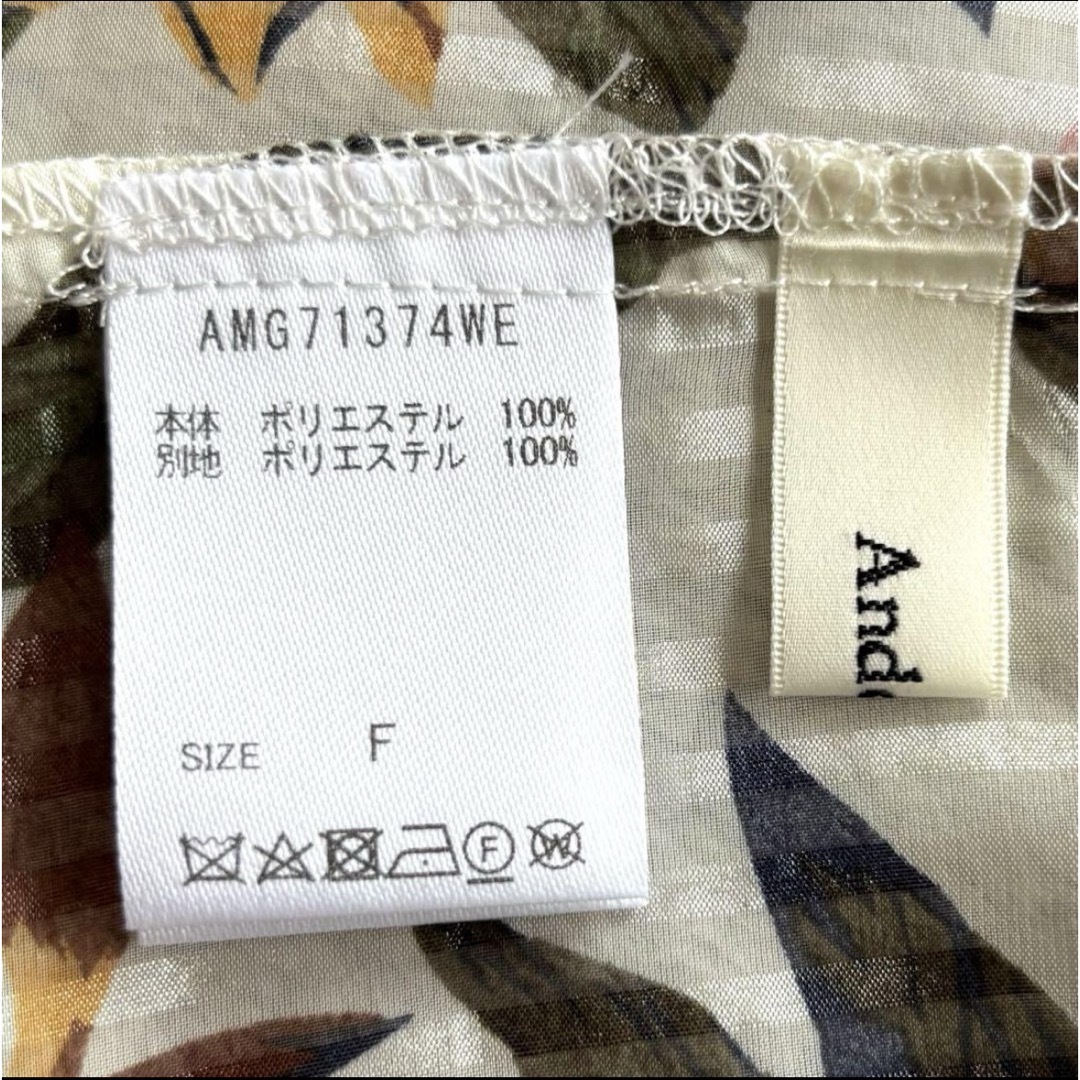 AMG71374WE
本体 ポリエステル 100%
別地 ポリエステル 100%
SIZE F
F
W
And